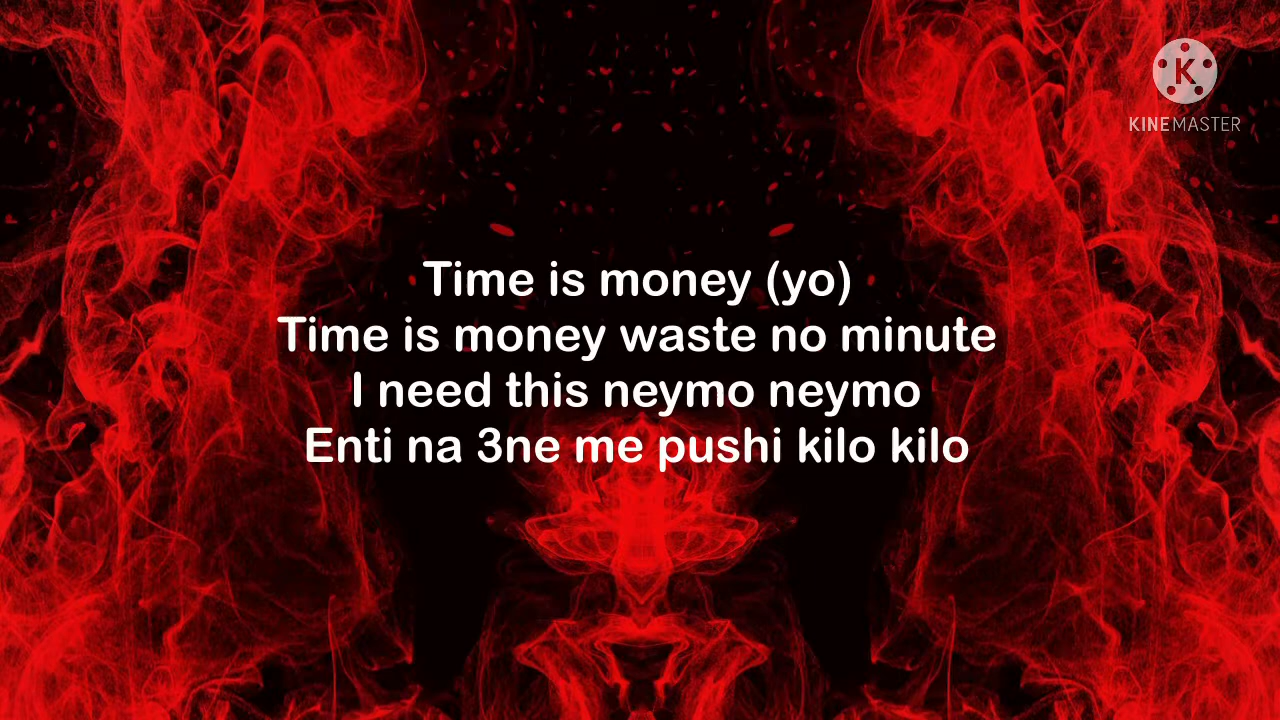 K
KINEMASTER
Time is money (yo)
Time is money waste no minute
I need this neymo neymo
Enti na 3ne me pushi kilo kilo